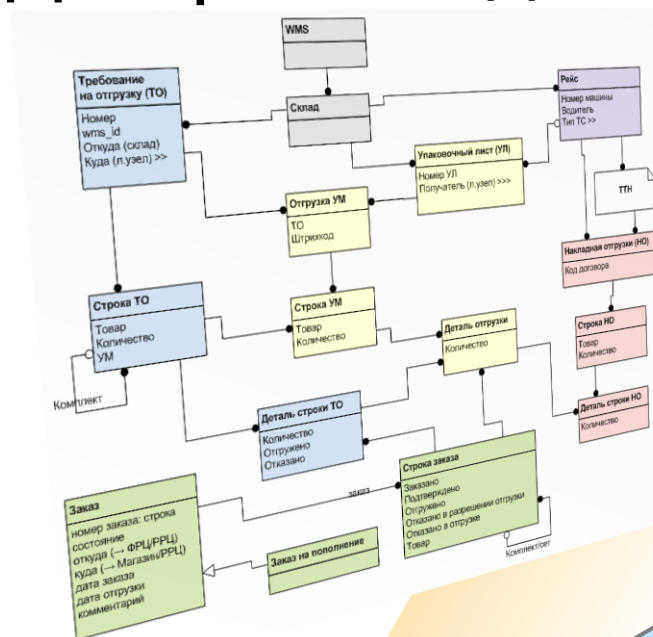 WMS
Требование
на отгрузку (ТО)
Номер
wms_id
Откуда (склад)
Куда (л.узел) >>
Склад
Рейс
Номер машины
Водитель
Тип ТС >>
Упаковочный лист (УЛ)
Номер УЛ
Получатель (л.узел) >>>
ТТН
Отгрузка УМ
ТО
Штрихкод
Накладная отгрузки (НО)
Код договора
Строка ТО
Товар
Количество
УМ
Комплект
Строка УМ
Товар
Количество
Деталь отгрузки
Количество
Строка НО
Товар
Количество
Деталь строки ТО
Количество
Отгружено
Отказано
Деталь строки НО
Количество
Строка заказа
Заказано
Подтверждено
Отгружено
Отказано в разрешении отгрузки
Отказано в отгрузке
Товар
Комплект/сет
заказ
Заказ
номер заказа: строка
состояние
откуда (→ ФРЦ/РРЦ)
куда (→ Магазин/РРЦ)
дата заказа
дата отгрузки
комментарий
Заказ на пополнение